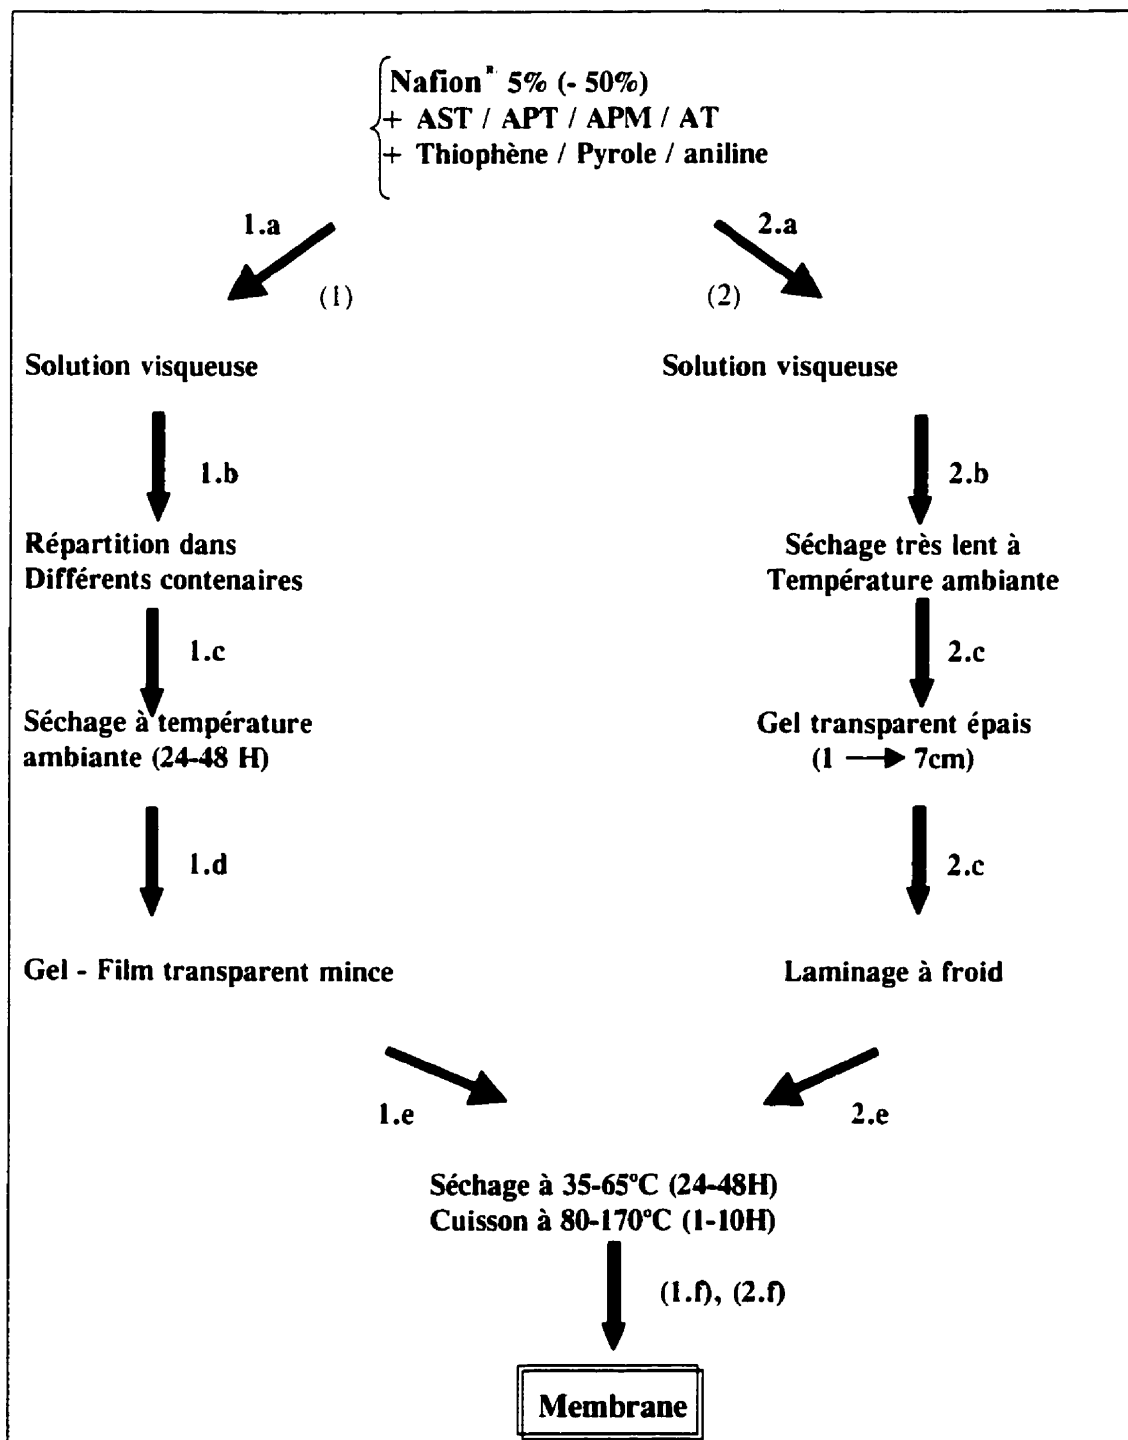 Nafion® 5% (- 50%)
+ AST / APT / APM / AT
+ Thiophène / Pyrole / aniline
1.a
2.a
(1)
(2)
Solution visqueuse
Solution visqueuse
1.b
2.b
Répartition dans
Différents contenaires
Séchage très lent à
Température ambiante
1.c
2.c
Séchage à température
ambiante (24-48 H)
Gel transparent épais
(1 → 7cm)
1.d
2.c
Gel - Film transparent mince
Laminage à froid
1.e
2.e
Séchage à 35-65°C (24-48H)
Cuisson à 80-170°C (1-10H)
(1.f), (2.f)
Membrane